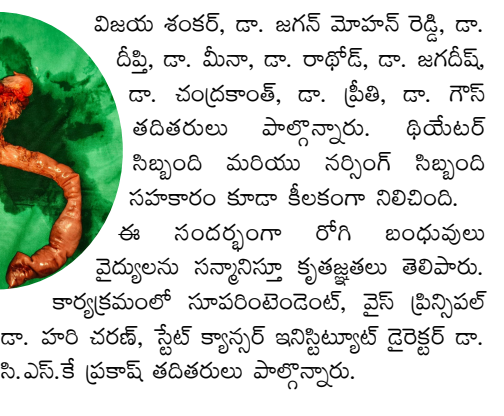 విజయ శంకర్, డా. జగన్ మోహన్ రెడ్డి, డా.
దీప్తి, డా. మీనా, డా. రాథోడ్, డా. జగదీష్,
డా. చంద్రకాంత్, డా. ప్రీతి, డా. గౌస్
తదితరులు పాల్గొన్నారు. థియేటర్
సిబ్బంది మరియు నర్సింగ్ సిబ్బంది
సహకారం కూడా కీలకంగా నిలిచింది.
ఈ సందర్భంగా రోగి బంధువులు
వైద్యులను సన్మానిస్తూ కృతజ్ఞతలు తెలిపారు.
కార్యక్రమంలో సూపరింటెండెంట్, వైస్ ప్రిన్సిపల్
డా. హరి చరణ్, స్టేట్ క్యాన్సర్ ఇనిస్టిట్యూట్ డైరెక్టర్ డా.
సి.ఎస్.కే ప్రకాష్ తదితరులు పాల్గొన్నారు.